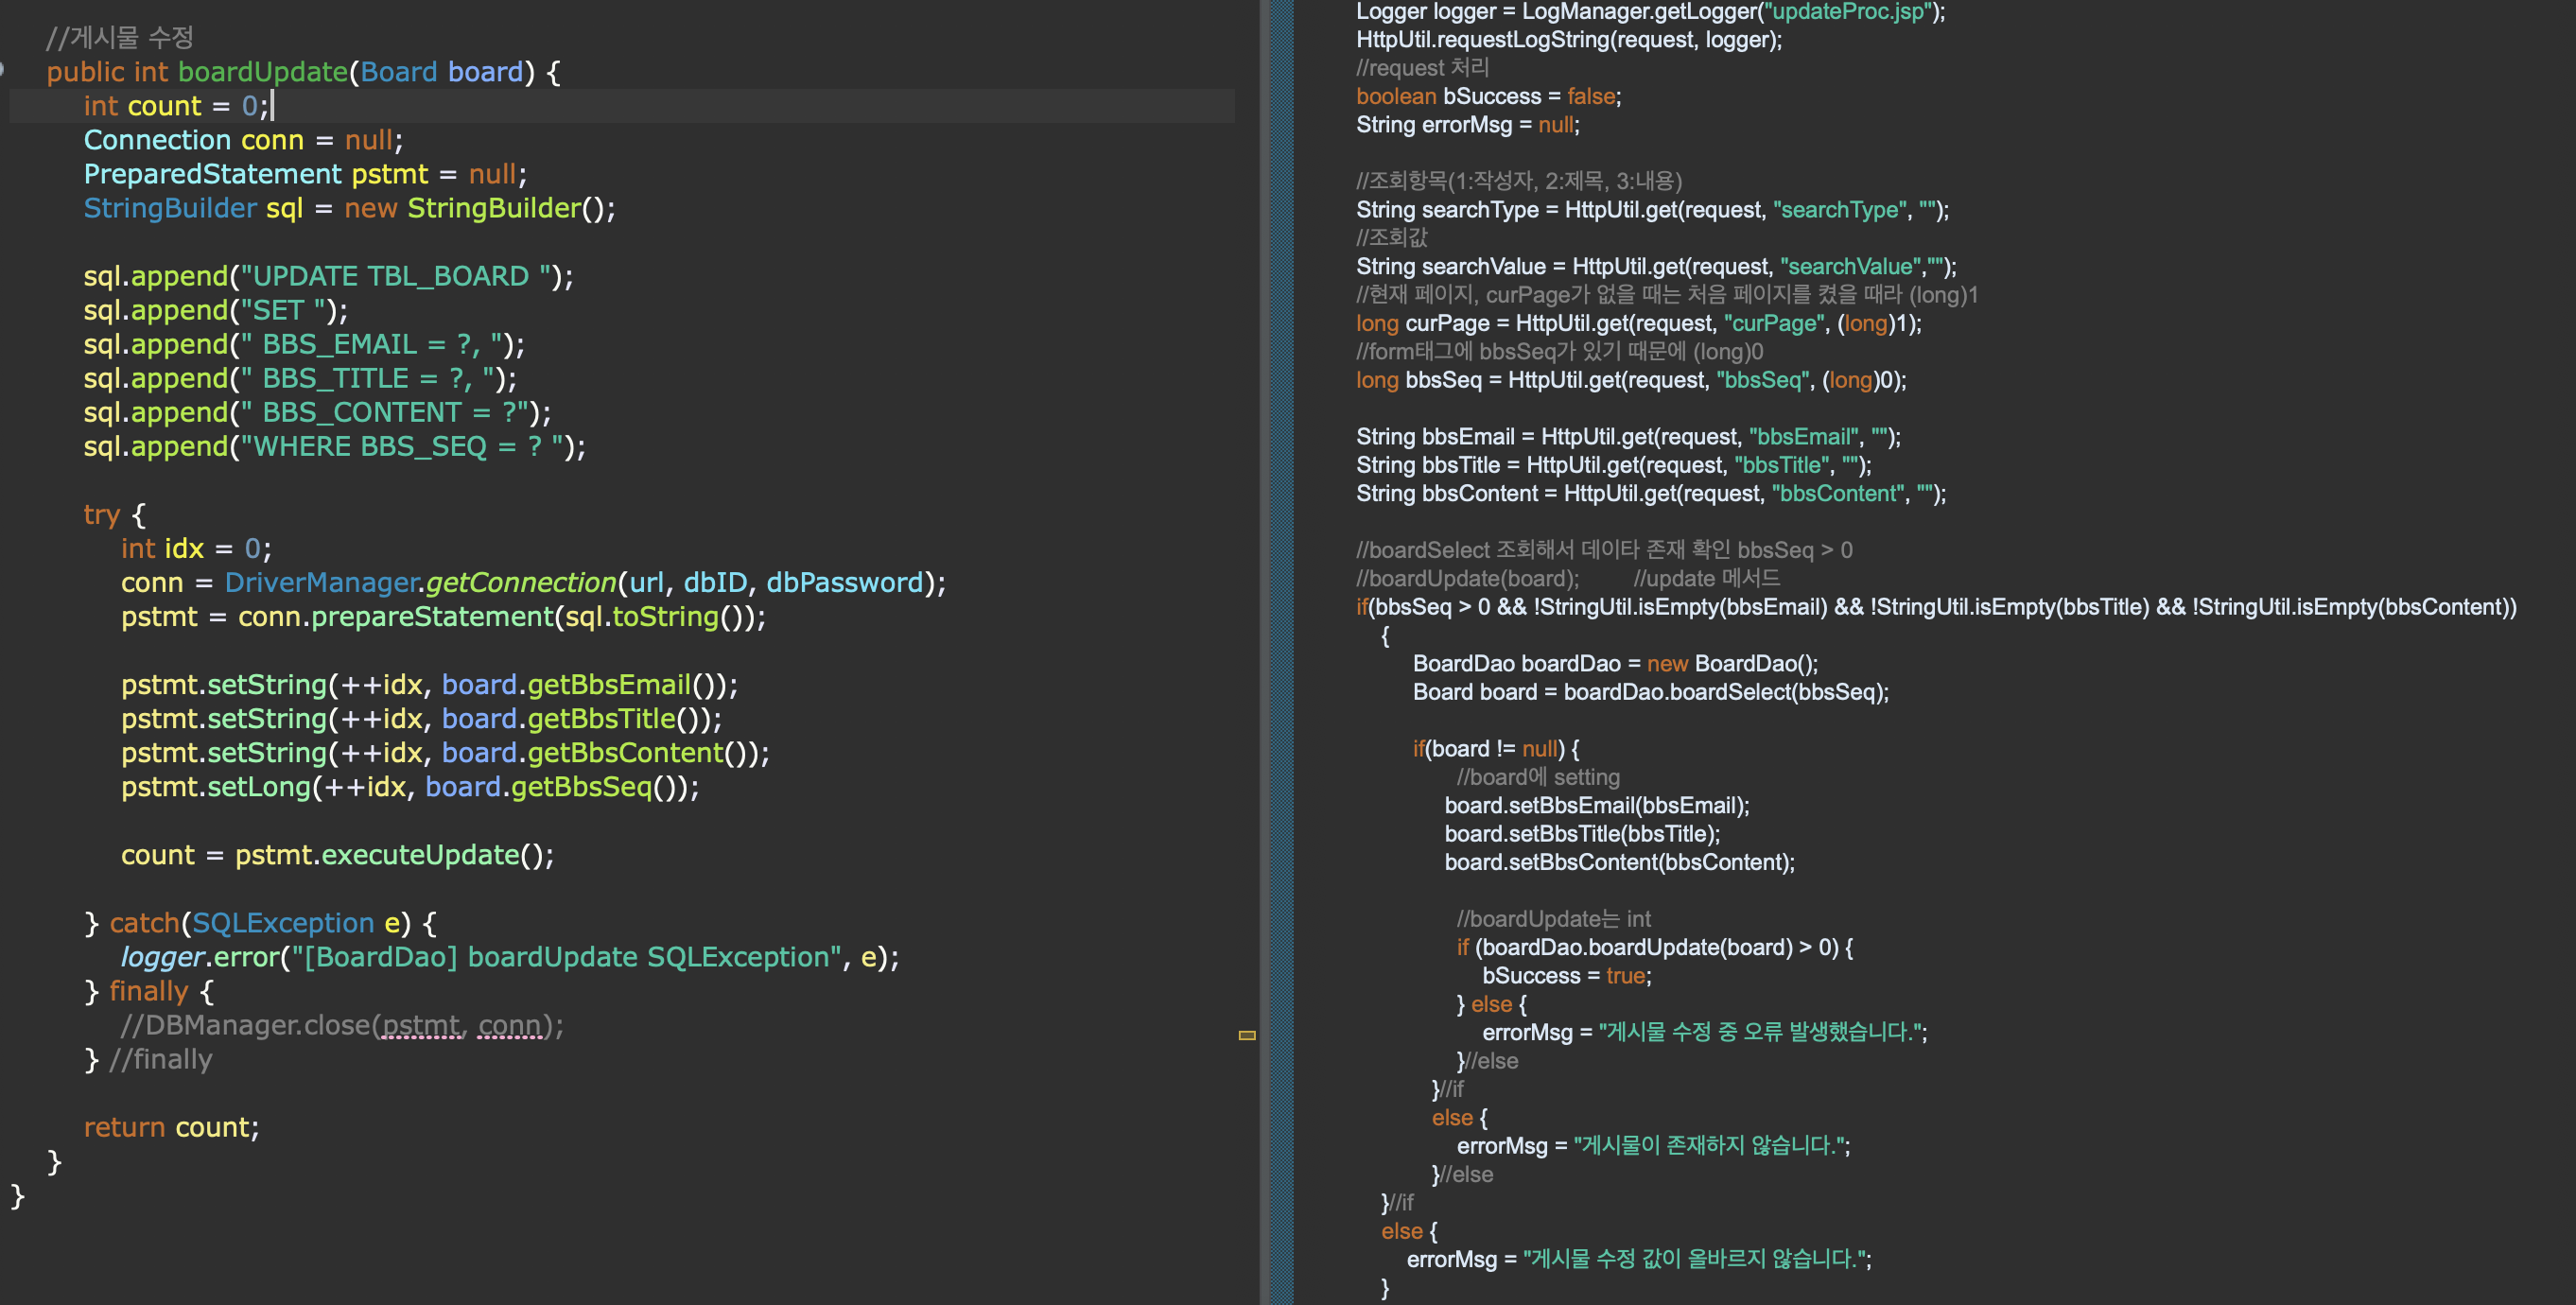 //게시물 수정
public int boardUpdate(Board board) {
int count = 0;
Connection conn = null;
PreparedStatement pstmt = null;
StringBuilder sql = new StringBuilder();
sql.append("UPDATE TBL_BOARD ");
sql.append("SET ");
sql.append(" BBS_EMAIL = ?, ");
sql.append(" BBS_TITLE = ?, ");
sql.append(" BBS_CONTENT = ?");
sql.append("WHERE BBS_SEQ = ? ");
try {
int idx = 0;
conn = DriverManager.getConnection(url, dbID, dbPassword);
pstmt = conn.prepareStatement(sql.toString());
pstmt.setString(++idx, board.getBbsEmail());
pstmt.setString(++idx, board.getBbsTitle());
pstmt.setString(++idx, board.getBbsContent());
pstmt.setLong(++idx, board.getBbsSeq());
count = pstmt.executeUpdate();
} catch(SQLException e) {
logger.error("[BoardDao] boardUpdate SQLException", e);
} finally {
//DBManager.close(pstmt, conn);
} //finally
return count;
}
}
Logger logger = LogManager.getLogger("updateProc.jsp");
HttpUtil.requestLogString(request, logger);
//request 처리
boolean bSuccess = false;
String errorMsg = null;
//조회항목(1:작성자, 2:제목, 3:내용)
String searchType = HttpUtil.get(request, "searchType", "");
//조회값
String searchValue = HttpUtil.get(request, "searchValue","");
//현재 페이지, curPage가 없을 때는 처음 페이지를 켰을 때라 (long)1
long curPage = HttpUtil.get(request, "curPage", (long)1);
//form태그에 bbsSeq가 있기 때문에 (long)0
long bbsSeq = HttpUtil.get(request, "bbsSeq", (long)0);
String bbsEmail = HttpUtil.get(request, "bbsEmail", "");
String bbsTitle = HttpUtil.get(request, "bbsTitle", "");
String bbsContent = HttpUtil.get(request, "bbsContent", "");
//boardSelect 조회해서 데이타 존재 확인 bbsSeq > 0
//boardUpdate(board); //update 메서드
if(bbsSeq > 0 && !StringUtil.isEmpty(bbsEmail) && !StringUtil.isEmpty(bbsTitle) && !StringUtil.isEmpty(bbsContent))
{
BoardDao boardDao = new BoardDao();
Board board = boardDao.boardSelect(bbsSeq);
if(board != null) {
//board에 setting
board.setBbsEmail(bbsEmail);
board.setBbsTitle(bbsTitle);
board.setBbsContent(bbsContent);
//boardUpdate는 int
if (boardDao.boardUpdate(board) > 0) {
bSuccess = true;
} else {
errorMsg = "게시물 수정 중 오류 발생했습니다.";
}//else
}//if
else {
errorMsg = "게시물이 존재하지 않습니다.";
}//else
}//if
else {
errorMsg = "게시물 수정 값이 올바르지 않습니다.";
}